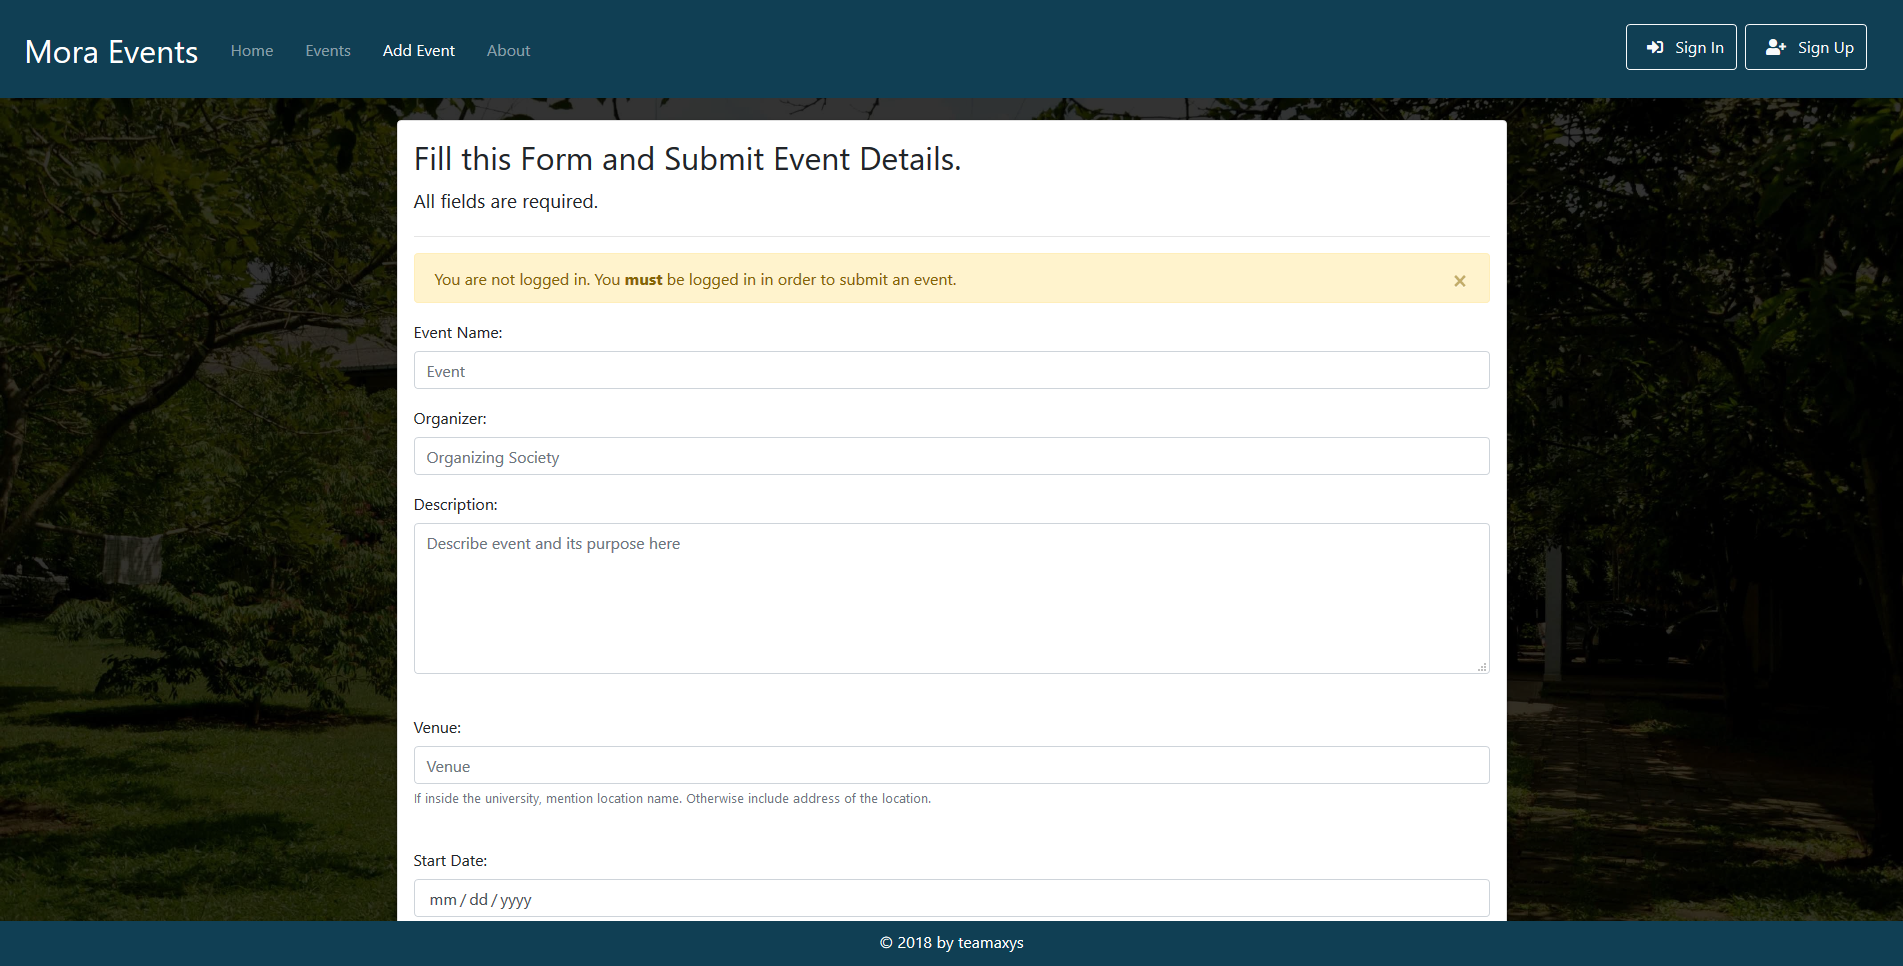 Mora Events Home Events Add Event About Sign In Sign Up
Fill this Form and Submit Event Details.
All fields are required.
You are not logged in. You must be logged in in order to submit an event. ×
Event Name:
Event
Organizer:
Organizing Society
Description:
Describe event and its purpose here
Venue:
Venue
If inside the university, mention location name. Otherwise include address of the location.
Start Date:
mm/dd/yyyy
© 2018 by teamaxys